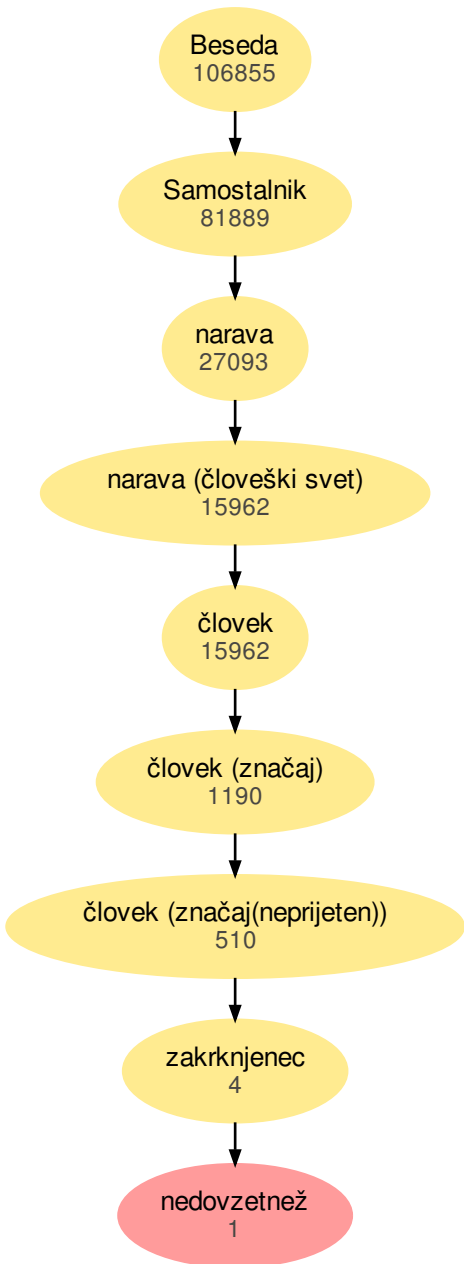 Beseda
106855
Samostalnik
81889
narava
27093
narava (človeški svet)
15962
človek
15962
človek (značaj)
1190
človek (značaj(neprijeten))
510
zakrknjenec
4
nedovzetnež
1